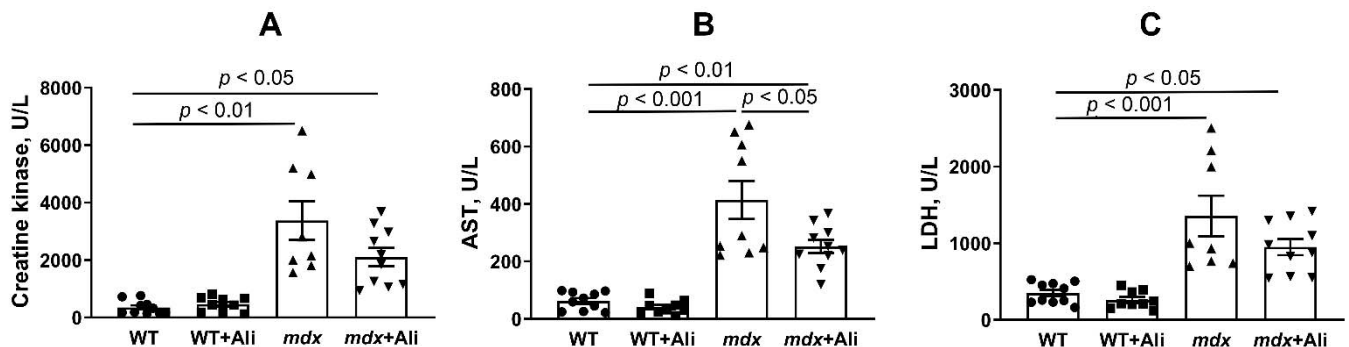 A
Creatine kinase, U/L
8000
6000
4000
2000
0
p < 0.05
p < 0.01
WT
WT+Ali
mdx
mdx+Ali
B
AST, U/L
800
600
400
200
0
p < 0.01
p < 0.001
p < 0.05
WT
WT+Ali
mdx
mdx+Ali
C
LDH, U/L
3000
2000
1000
0
p < 0.05
p < 0.001
WT
WT+Ali
mdx
mdx+Ali